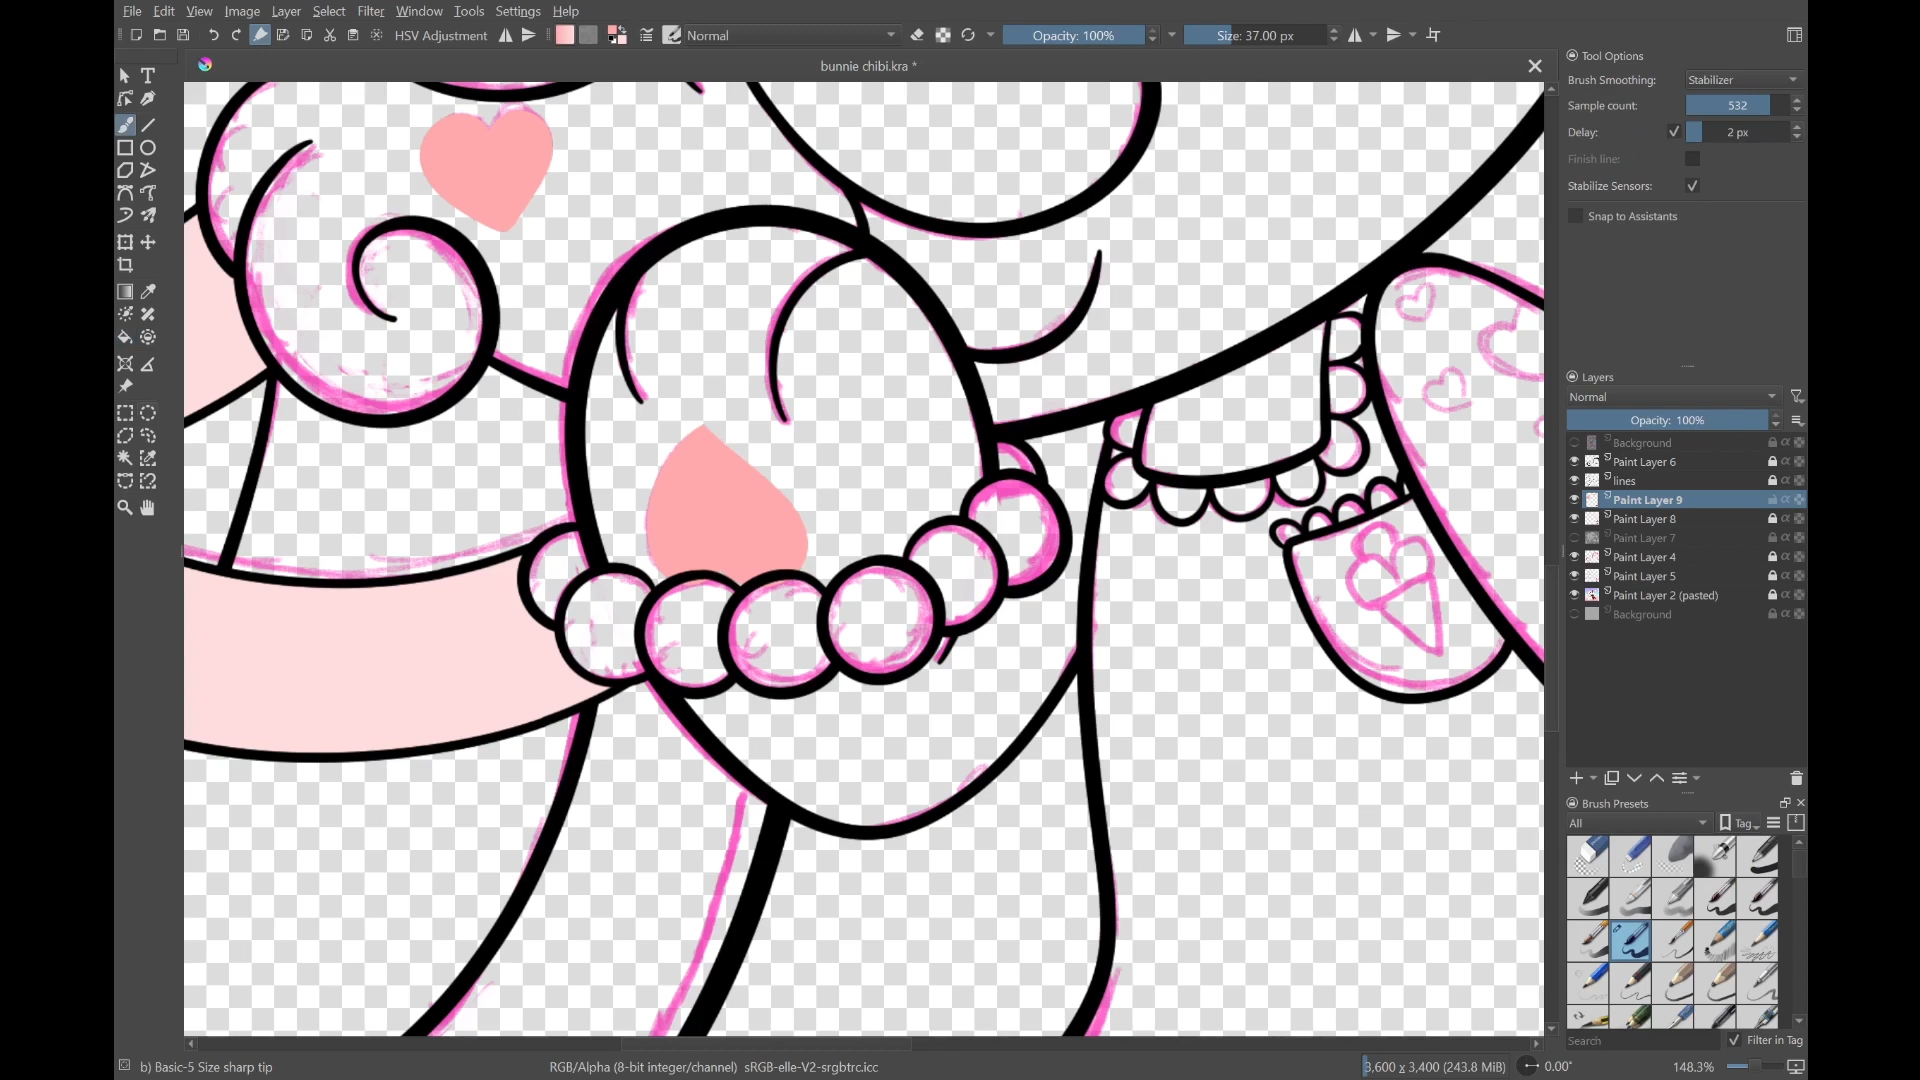 File Edit View Image Layer Select Filter Window Tools Settings Help
HSV Adjustment Normal Opacity: 100% Size: 37.00 px
bunnie chibi.kra *
Tool Options
Brush Smoothing: Stabilizer
Sample count: 532
Delay: 2 px
Finish line:
Stabilize Sensors:
Snap to Assistants
Layers
Normal
Opacity: 100%
Background
Paint Layer 6
lines
Paint Layer 9
Paint Layer 8
Paint Layer 7
Paint Layer 4
Paint Layer 5
Paint Layer 2 (pasted)
Background
Brush Presets
All Tag
Search Filter in Tag
b) Basic-5 Size sharp tip RGB/Alpha (8-bit integer/channel) sRGB-elle-V2-srgbtrc.icc 3,600 x 3,400 (243.8 MiB) 0.00° 148.3%